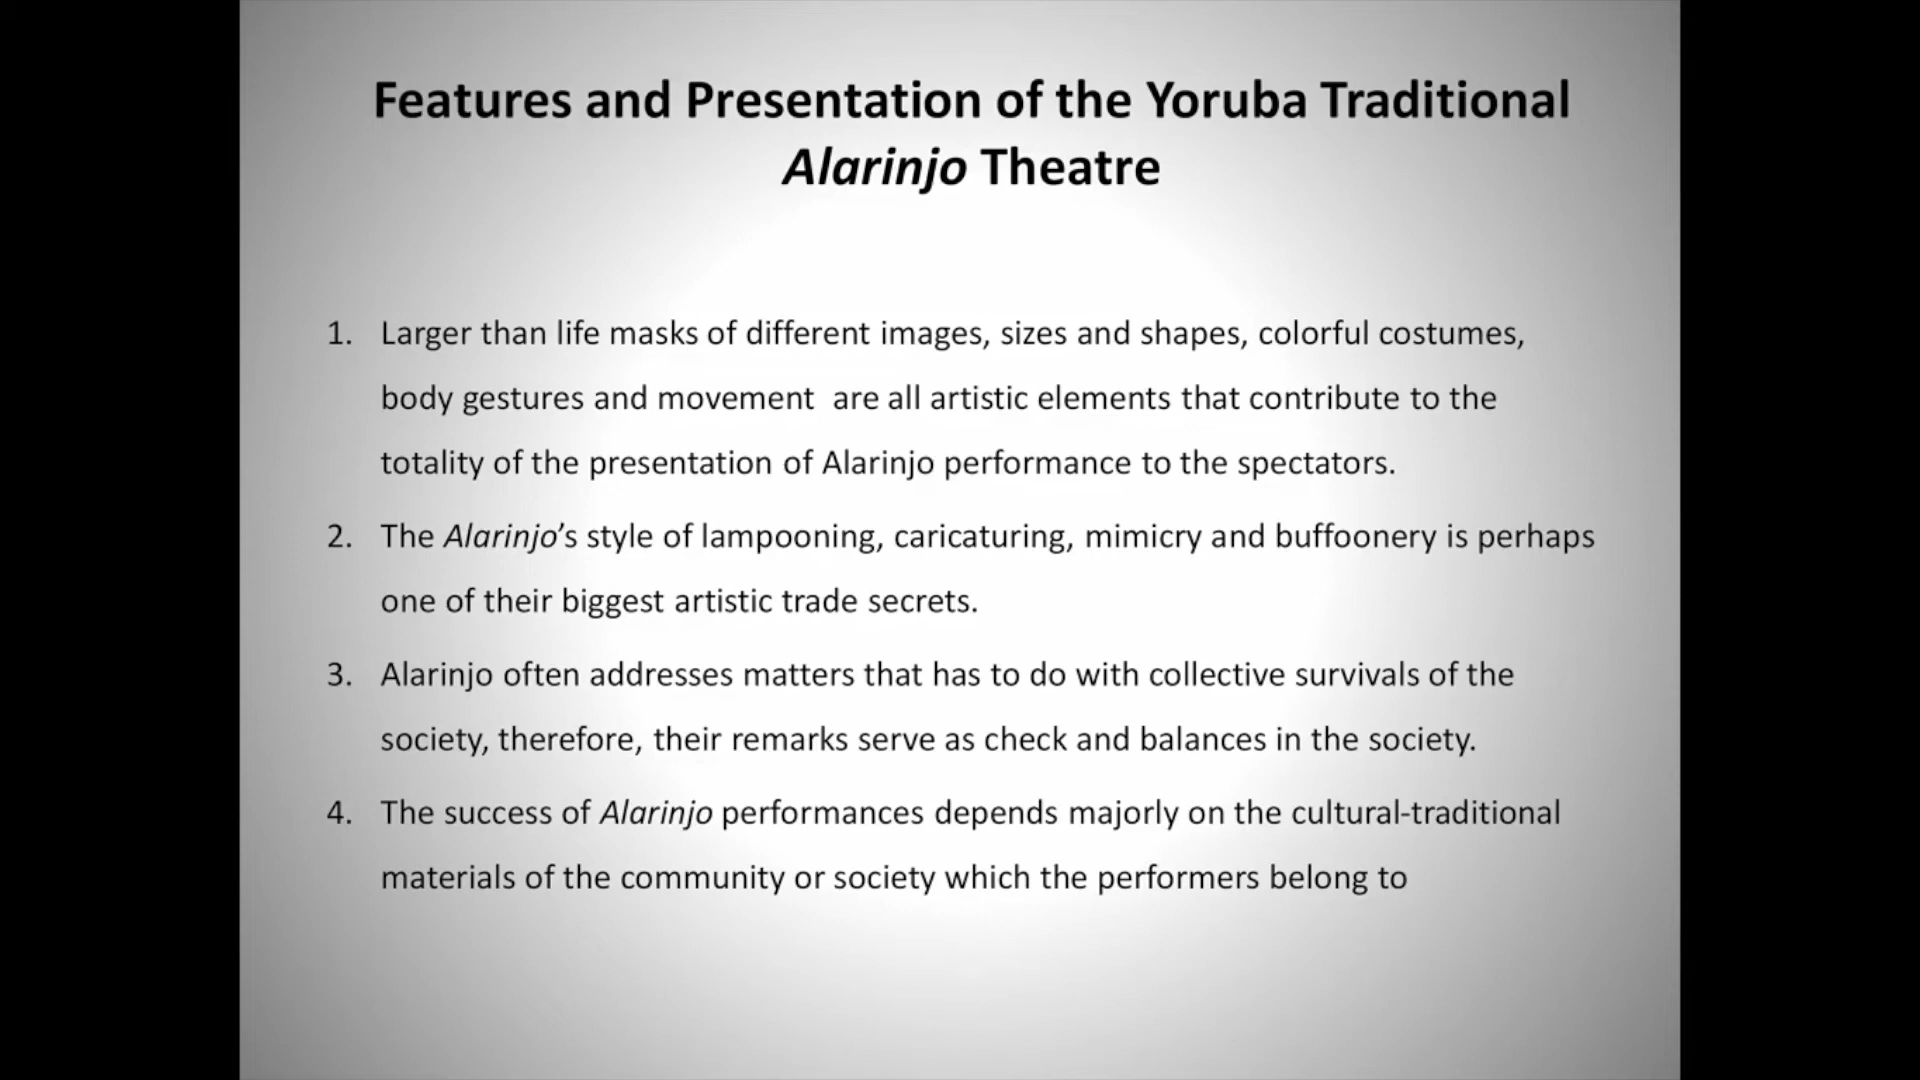 Features and Presentation of the Yoruba Traditional
Alarinjo Theatre
1. Larger than life masks of different images, sizes and shapes, colorful costumes,
body gestures and movement  are all artistic elements that contribute to the
totality of the presentation of Alarinjo performance to the spectators.
2. The Alarinjo’s style of lampooning, caricaturing, mimicry and buffoonery is perhaps
one of their biggest artistic trade secrets.
3. Alarinjo often addresses matters that has to do with collective survivals of the
society, therefore, their remarks serve as check and balances in the society.
4. The success of Alarinjo performances depends majorly on the cultural-traditional
materials of the community or society which the performers belong to